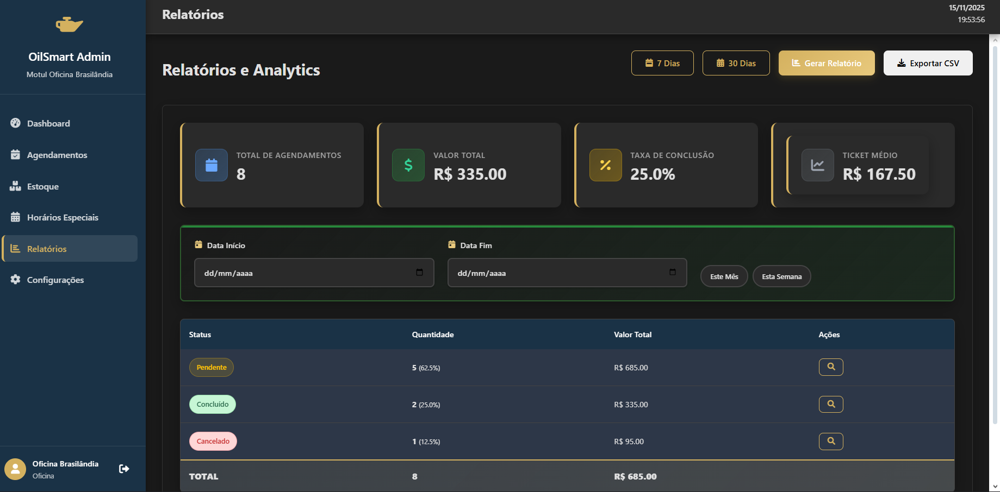 OilSmart Admin
Motul Oficina Brasilândia
Dashboard
Agendamentos
Estoque
Horários Especiais
Relatórios
Configurações
Oficina Brasilândia
Oficina
Relatórios
15/11/2025
19:53:56
Relatórios e Analytics
7 Dias
30 Dias
Gerar Relatório
Exportar CSV
TOTAL DE AGENDAMENTOS
8
VALOR TOTAL
R$ 335.00
TAXA DE CONCLUSÃO
25.0%
TICKET MÉDIO
R$ 167.50
Data Início
dd/mm/aaaa
Data Fim
dd/mm/aaaa
Este Mês
Esta Semana
Status Quantidade Valor Total Ações
Pendente 5 (62.5%) R$ 685.00
Concluído 2 (25.0%) R$ 335.00
Cancelado 1 (12.5%) R$ 95.00
TOTAL 8 R$ 685.00